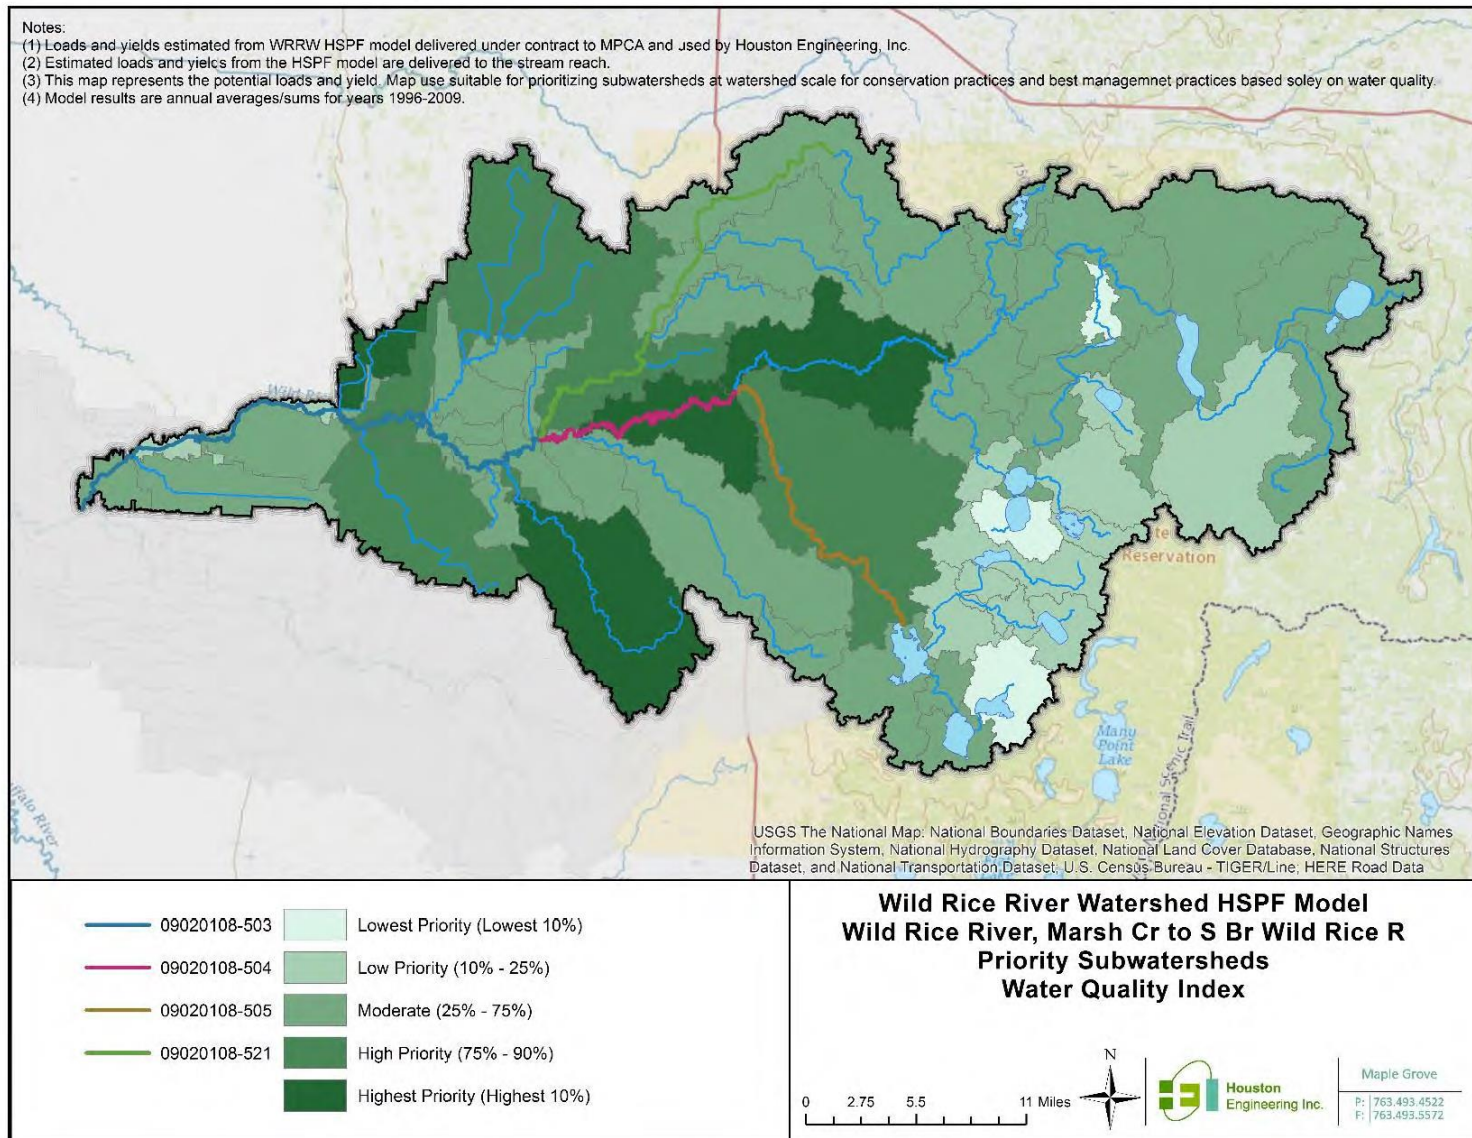 Notes:
(1) Loads and yields estimated from WRRW HSPF model delivered under contract to MPCA and used by Houston Engineering, Inc.
(2) Estimated loads and yields from the HSPF model are delivered to the stream reach.
(3) This map represents the potential loads and yield. Map use suitable for prioritizing subwatersheds at watershed scale for conservation practices and best managemnet practices based soley on water quality.
(4) Model results are annual averages/sums for years 1996-2009.
Wild R
Reservation
Many
Point
Lake
National Scenic Trail
ffalo River
USGS The National Map: National Boundaries Dataset, National Elevation Dataset, Geographic Names
Information System, National Hydrography Dataset, National Land Cover Database, National Structures
Dataset, and National Transportation Dataset; U.S. Census Bureau - TIGER/Line; HERE Road Data
09020108-503
09020108-504
09020108-505
09020108-521
Lowest Priority (Lowest 10%)
Low Priority (10% - 25%)
Moderate (25% - 75%)
High Priority (75% - 90%)
Highest Priority (Highest 10%)
Wild Rice River Watershed HSPF Model
Wild Rice River, Marsh Cr to S Br Wild Rice R
Priority Subwatersheds
Water Quality Index
0 2.75 5.5 11 Miles
N
Houston
Engineering Inc.
Maple Grove
P: 763.493.4522
F: 763.493.5572